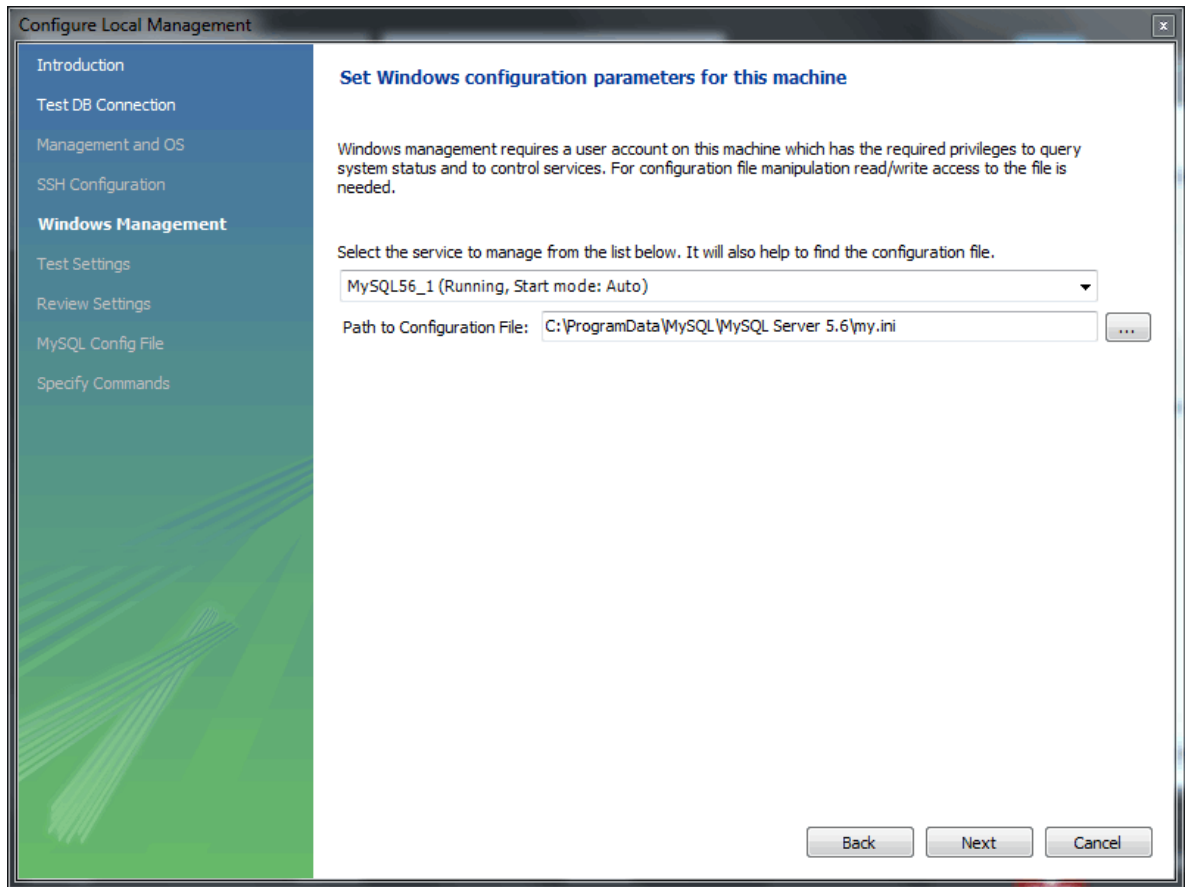 Configure Local Management
x
Introduction
Test DB Connection
Management and OS
SSH Configuration
Windows Management
Test Settings
Review Settings
MySQL Config File
Specify Commands
Set Windows configuration parameters for this machine
Windows management requires a user account on this machine which has the required privileges to query
system status and to control services. For configuration file manipulation read/write access to the file is
needed.
Select the service to manage from the list below. It will also help to find the configuration file.
MySQL56_1 (Running, Start mode: Auto)
Path to Configuration File: C:\ProgramData\MySQL\MySQL Server 5.6\my.ini ...
Back Next Cancel